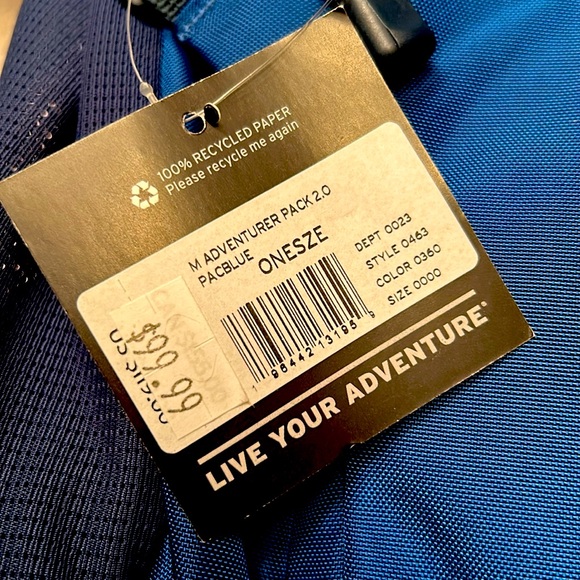 100% RECYCLED PAPER
Please recycle me again
M ADVENTURER PACK 2.0
PACBLUE
ONESZE
DEPT 0023
STYLE 0463
COLOR 0360
SIZE 0000
$99.99
LIVE YOUR ADVENTURE